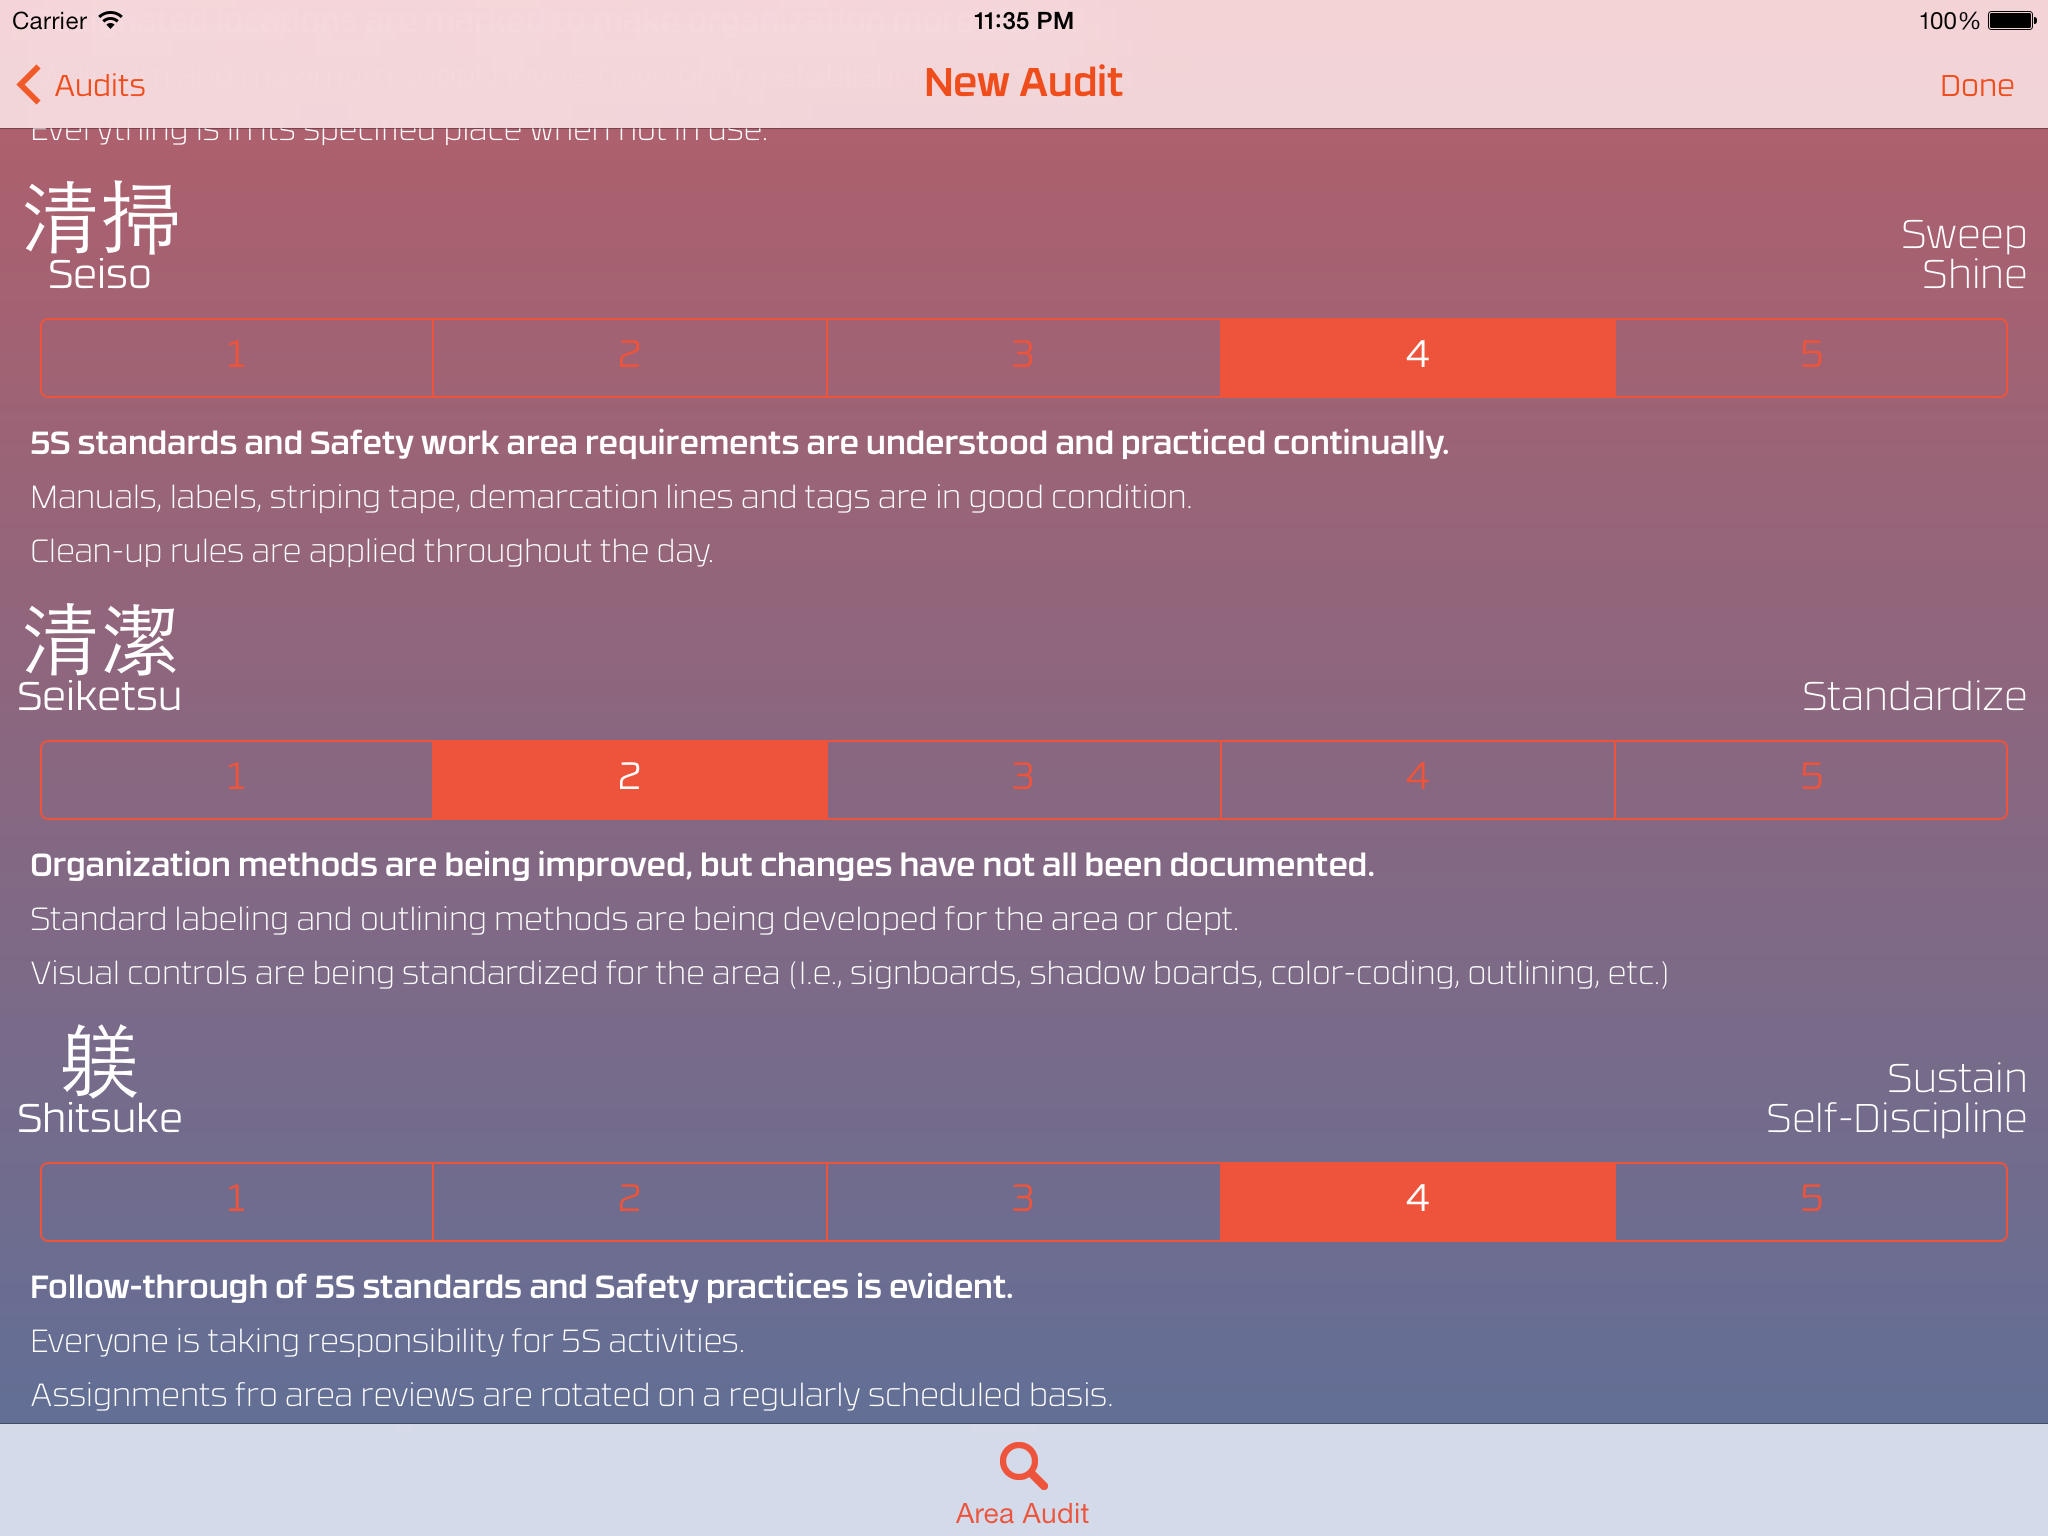 Carrier
11:35 PM
100%
Audits
New Audit
Done
Everything is in its specified place when not in use.
清掃
Seiso
Sweep
Shine
1 2 3 4 5
5S standards and Safety work area requirements are understood and practiced continually.
Manuals, labels, striping tape, demarcation lines and tags are in good condition.
Clean-up rules are applied throughout the day.
清潔
Seiketsu
Standardize
1 2 3 4 5
Organization methods are being improved, but changes have not all been documented.
Standard labeling and outlining methods are being developed for the area or dept.
Visual controls are being standardized for the area (I.e., signboards, shadow boards, color-coding, outlining, etc.)
躾
Shitsuke
Sustain
Self-Discipline
1 2 3 4 5
Follow-through of 5S standards and Safety practices is evident.
Everyone is taking responsibility for 5S activities.
Assignments fro area reviews are rotated on a regularly scheduled basis.
Area Audit